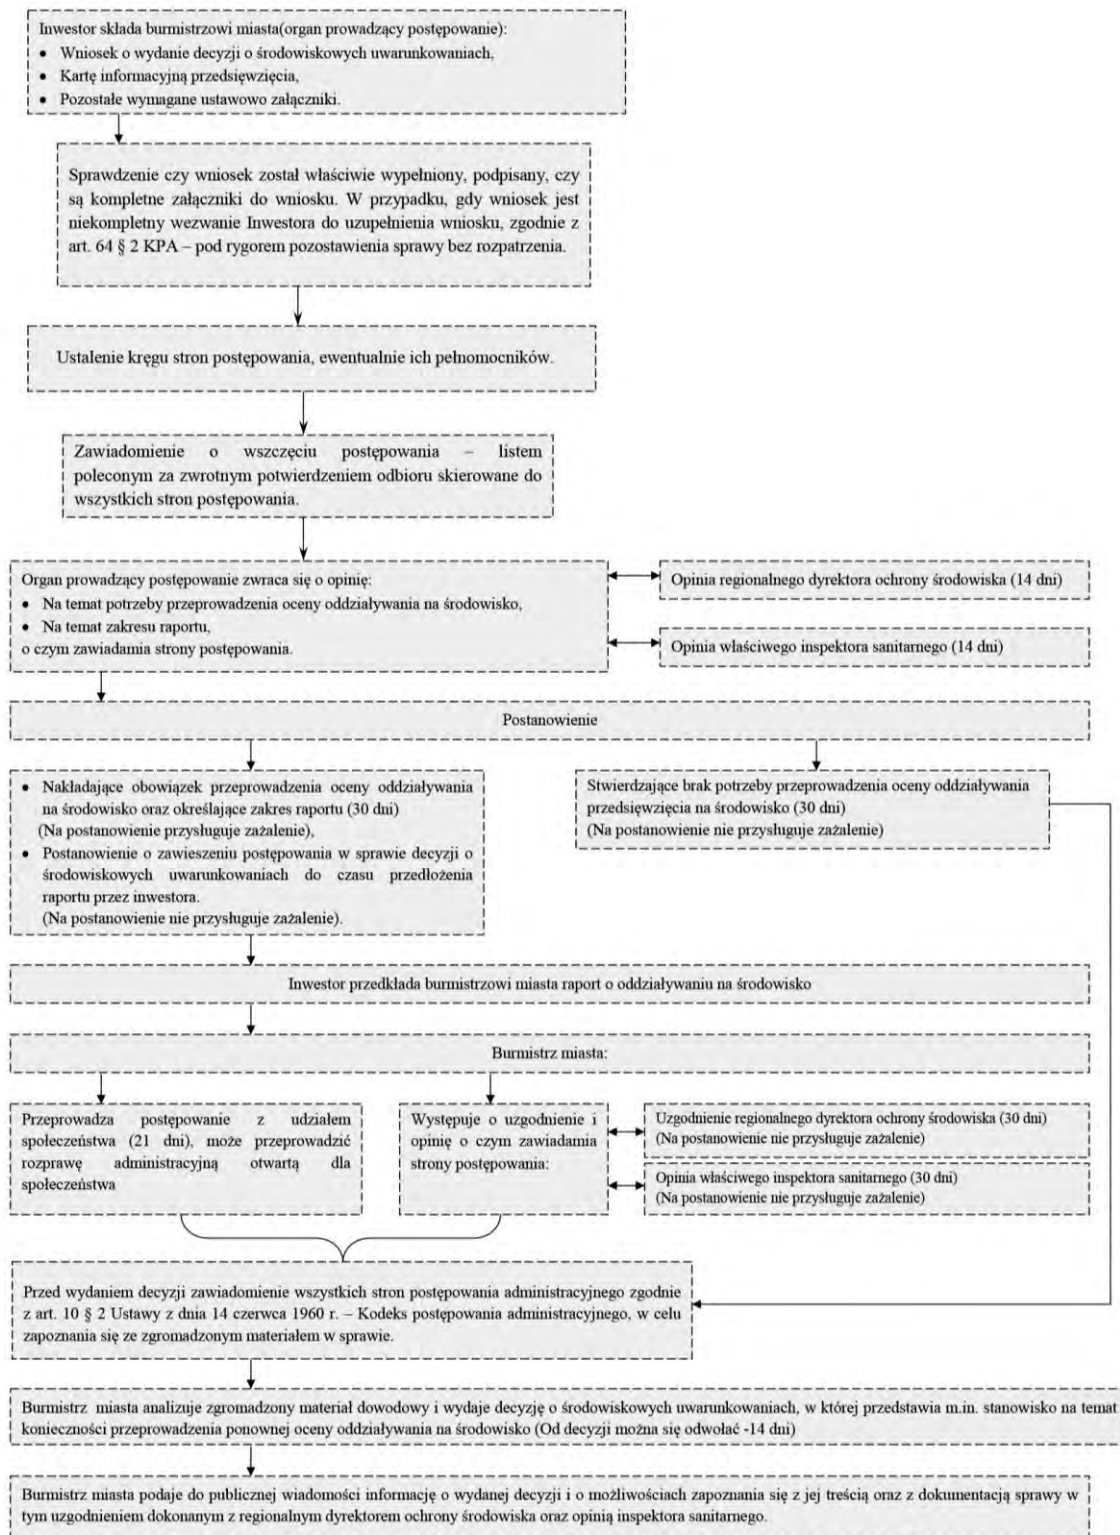 Inwestor składa burmistrzowi miasta(organ prowadzący postępowanie):
• Wniosek o wydanie decyzji o środowiskowych uwarunkowaniach,
• Kartę informacyjną przedsięwzięcia,
• Pozostałe wymagane ustawowo załączniki.
Sprawdzenie czy wniosek został właściwie wypełniony, podpisany, czy
są kompletne załączniki do wniosku. W przypadku, gdy wniosek jest
niekompletny wezwanie Inwestora do uzupełnienia wniosku, zgodnie z
art. 64 § 2 KPA – pod rygorem pozostawienia sprawy bez rozpatrzenia.
Ustalenie kręgu stron postępowania, ewentualnie ich pełnomocników.
Zawiadomienie o wszczęciu postępowania – listem
poleconym za zwrotnym potwierdzeniem odbioru skierowane do
wszystkich stron postępowania.
Organ prowadzący postępowanie zwraca się o opinię:
• Na temat potrzeby przeprowadzenia oceny oddziaływania na środowisko,
• Na temat zakresu raportu,
o czym zawiadamia strony postępowania.
Opinia regionalnego dyrektora ochrony środowiska (14 dni)
Opinia właściwego inspektora sanitarnego (14 dni)
Postanowienie
• Nakładające obowiązek przeprowadzenia oceny oddziaływania
na środowisko oraz określające zakres raportu (30 dni)
(Na postanowienie przysługuje zażalenie),
• Postanowienie o zawieszeniu postępowania w sprawie decyzji o
środowiskowych uwarunkowaniach do czasu przedłożenia
raportu przez inwestora.
(Na postanowienie nie przysługuje zażalenie).
Stwierdzające brak potrzeby przeprowadzenia oceny oddziaływania
przedsięwzięcia na środowisko (30 dni)
(Na postanowienie nie przysługuje zażalenie)
Inwestor przedkłada burmistrzowi miasta raport o oddziaływaniu na środowisko
Burmistrz miasta:
Przeprowadza postępowanie z udziałem
społeczeństwa (21 dni), może przeprowadzić
rozprawę administracyjną otwartą dla
społeczeństwa
Występuje o uzgodnienie i
opinię o czym zawiadamia
strony postępowania:
Uzgodnienie regionalnego dyrektora ochrony środowiska (30 dni)
(Na postanowienie nie przysługuje zażalenie)
Opinia właściwego inspektora sanitarnego (30 dni)
(Na postanowienie nie przysługuje zażalenie)
Przed wydaniem decyzji zawiadomienie wszystkich stron postępowania administracyjnego zgodnie
z art. 10 § 2 Ustawy z dnia 14 czerwca 1960 r. – Kodeks postępowania administracyjnego, w celu
zapoznania się ze zgromadzonym materiałem w sprawie.
Burmistrz miasta analizuje zgromadzony materiał dowodowy i wydaje decyzję o środowiskowych uwarunkowaniach, w której przedstawia m.in. stanowisko na temat
konieczności przeprowadzenia ponownej oceny oddziaływania na środowisko (Od decyzji można się odwołać -14 dni)
Burmistrz miasta podaje do publicznej wiadomości informację o wydanej decyzji i o możliwościach zapoznania się z jej treścią oraz z dokumentacją sprawy w
tym uzgodnieniem dokonanym z regionalnym dyrektorem ochrony środowiska oraz opinią inspektora sanitarnego.